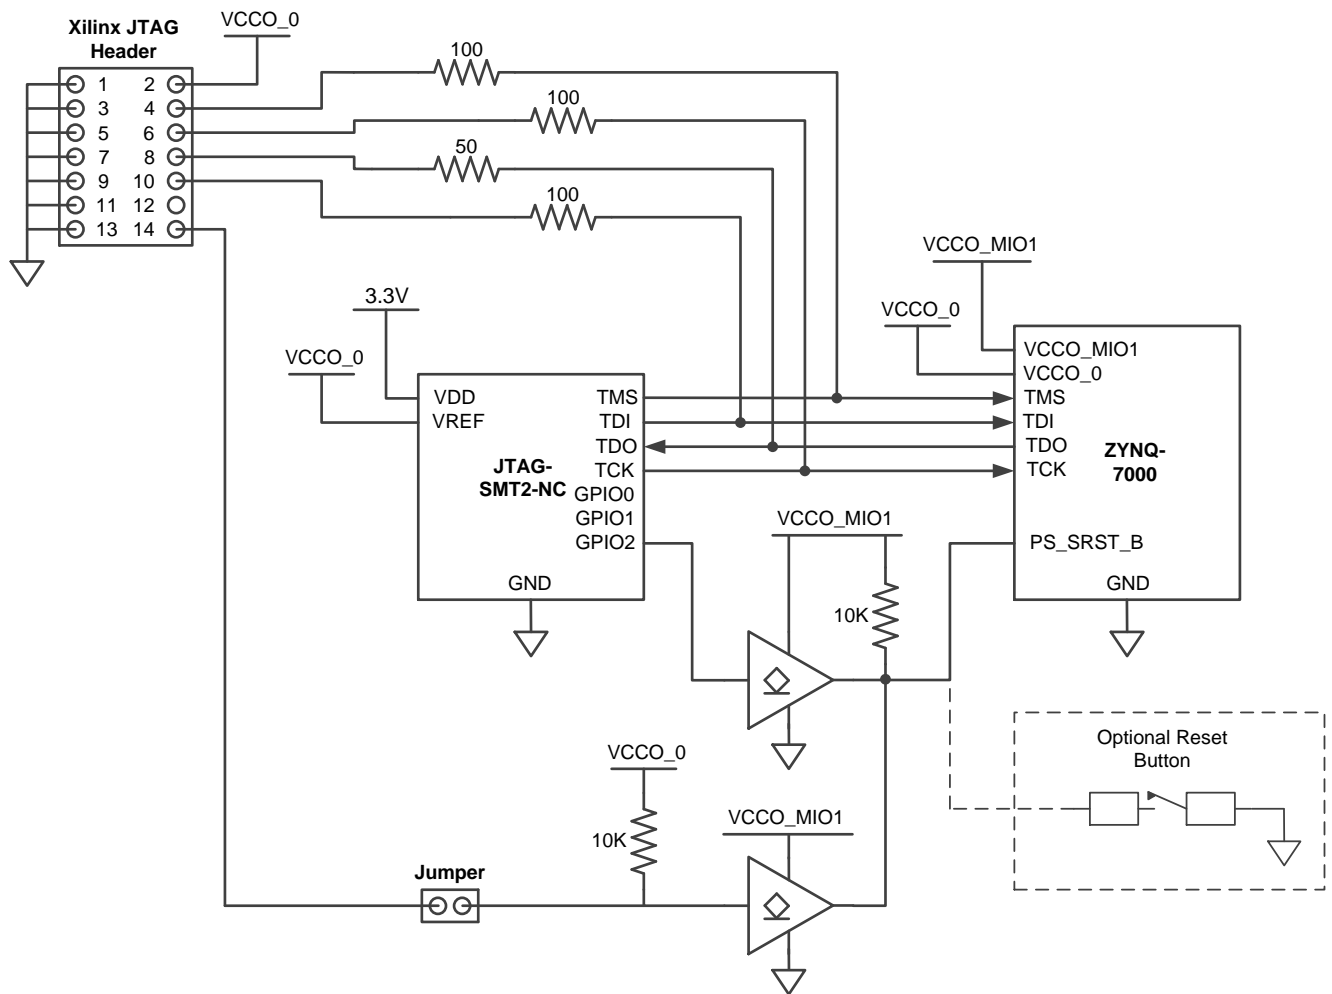 Xilinx JTAG
Header
VCCO_0
1 2
3 4
5 6
7 8
9 10
11 12
13 14
100
100
50
100
VCCO_MIO1
VCCO_0
3.3V
VCCO_0
VDD
VREF
JTAG-
SMT2-NC
TMS
TDI
TDO
TCK
GPIO0
GPIO1
GPIO2
GND
VCCO_MIO1
VCCO_0
TMS
TDI
TDO
TCK
ZYNQ-
7000
PS_SRST_B
GND
VCCO_MIO1
10K
VCCO_0
10K
VCCO_MIO1
Jumper
Optional Reset
Button